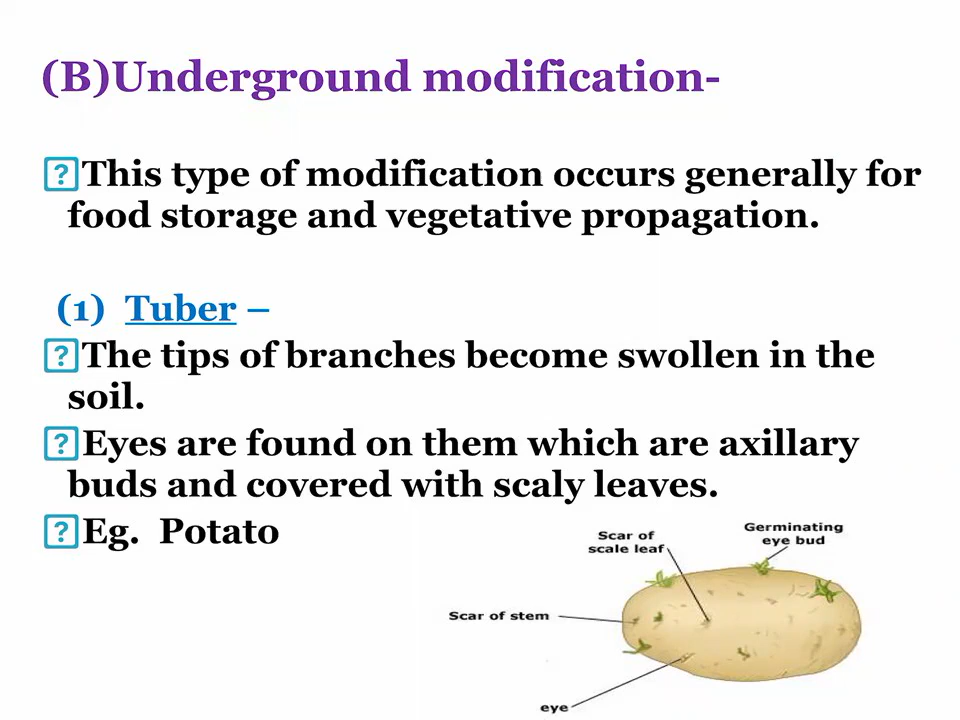 (B)Underground modification-
?This type of modification occurs generally for
food storage and vegetative propagation.
(1) Tuber –
?The tips of branches become swollen in the
soil.
?Eyes are found on them which are axillary
buds and covered with scaly leaves.
?Eg. Potato
Scar of
scale leaf
Germinating
eye bud
Scar of stem
eye